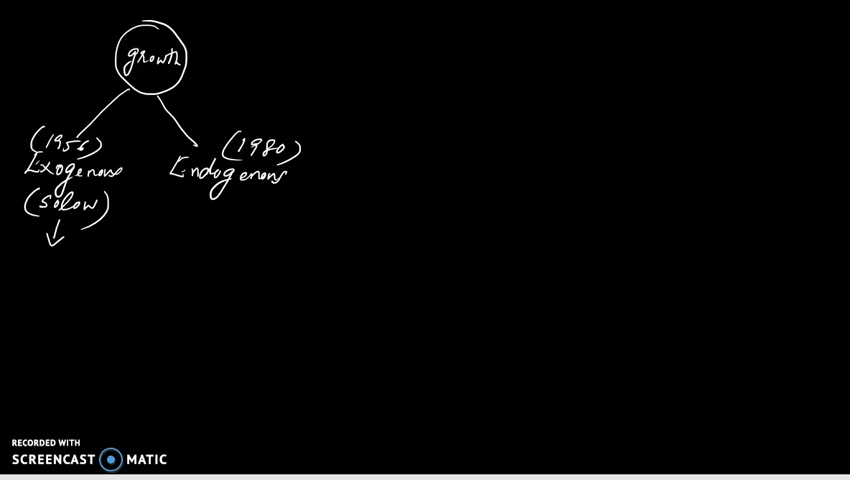 growth
(1956)
Exogenous
(Solow)
(1980)
Endogenous
RECORDED WITH
SCREENCAST MATIC